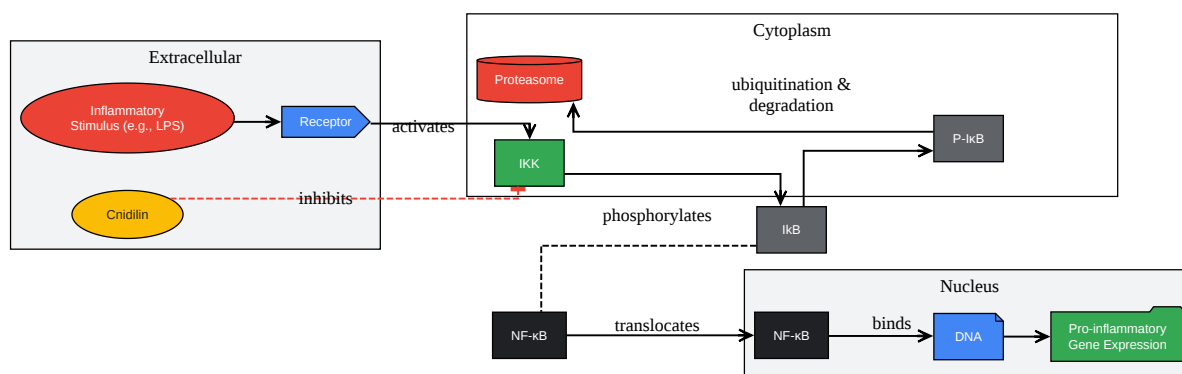 Cytoplasm
Extracellular
Proteasome
ubiquitination &
degradation
Inflammatory
Stimulus (e.g., LPS)
Receptor
activates
P-IκB
IKK
inhibits
Cnidilin
phosphorylates
IkB
Nucleus
NF-κB
translocates
NF-κB
binds
DNA
Pro-inflammatory
Gene Expression